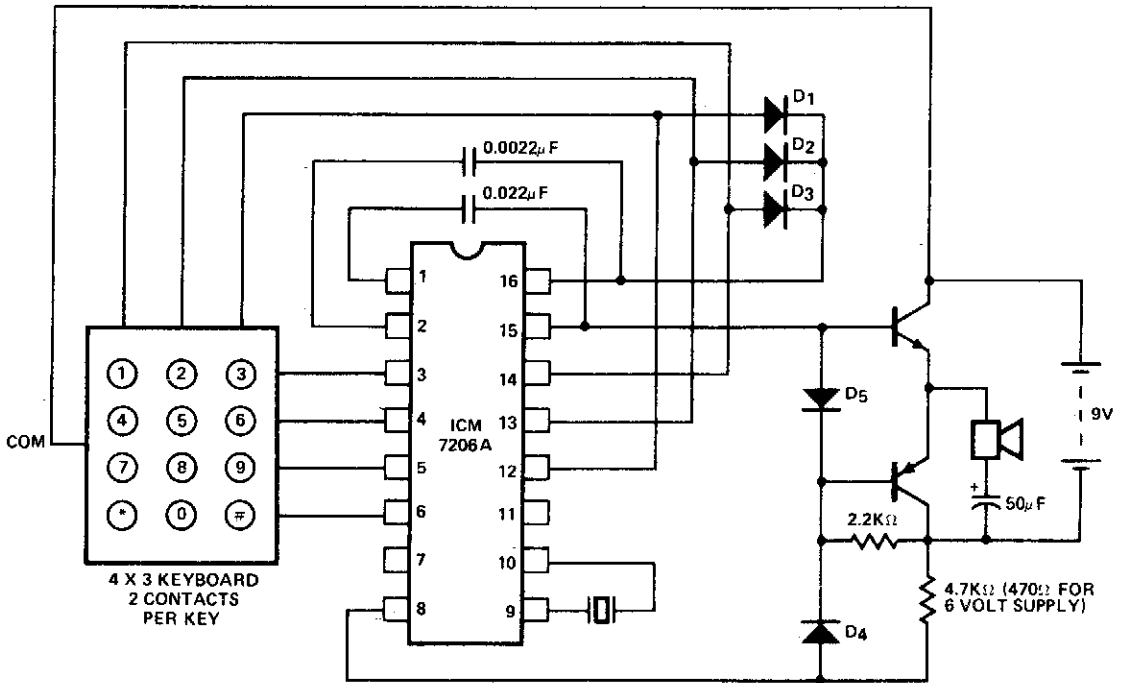 D1
0.0022µF
D2
0.022µF
D3
1 16
2 15
3 14
4 13
5 12
6 11
7 10
8 9
ICM
7206A
1 2 3
4 5 6
7 8 9
* 0 #
COM
4 X 3 KEYBOARD
2 CONTACTS
PER KEY
D5
9V
+
50µF
2.2KΩ
4.7KΩ (470Ω FOR
6 VOLT SUPPLY)
D4